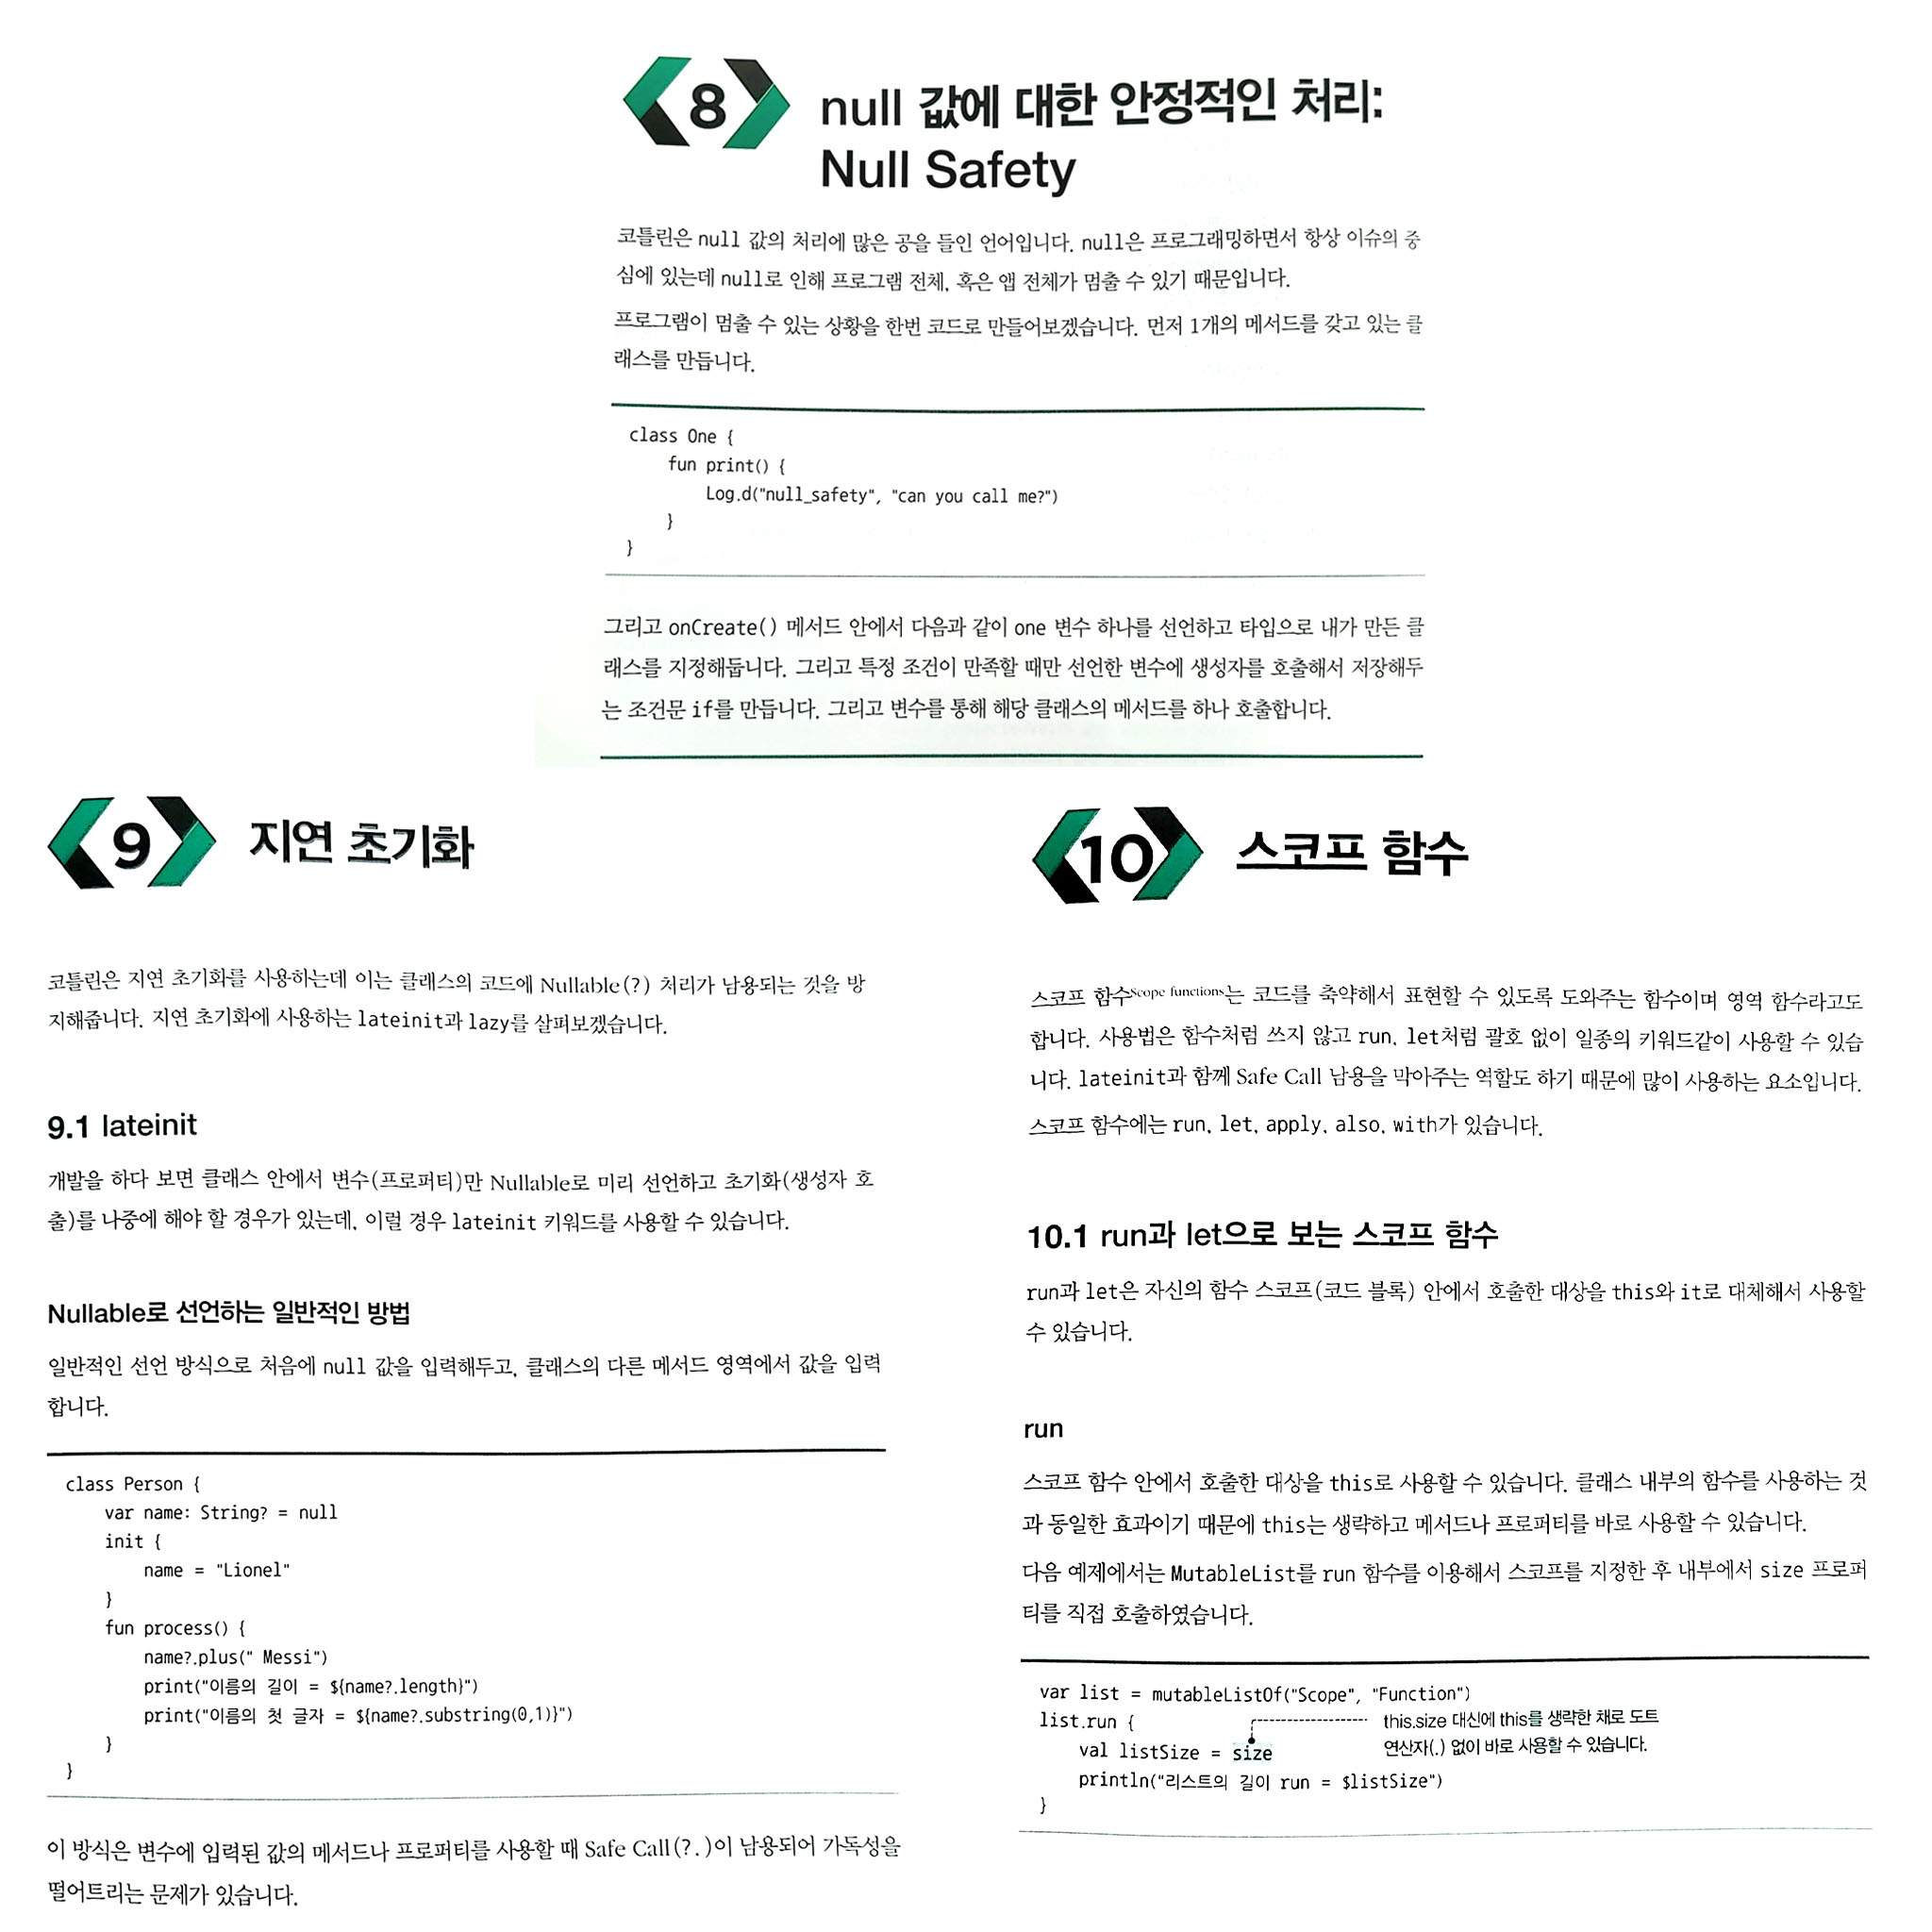 8
null 값에 대한 안정적인 처리:
Null Safety
코틀린은 null 값의 처리에 많은 공을 들인 언어입니다. null은 프로그래밍하면서 항상 이슈의 중
심에 있는데 null로 인해 프로그램 전체, 혹은 앱 전체가 멈출 수 있기 때문입니다.
프로그램이 멈출 수 있는 상황을 한번 코드로 만들어보겠습니다. 먼저 1개의 메서드를 갖고 있는 클
래스를 만듭니다.
class One {
    fun print() {
        Log.d("null_safety", "can you call me?")
    }
}
그리고 onCreate() 메서드 안에서 다음과 같이 one 변수 하나를 선언하고 타입으로 내가 만든 클
래스를 지정해둡니다. 그리고 특정 조건이 만족할 때만 선언한 변수에 생성자를 호출해서 저장해두
는 조건문 if를 만듭니다. 그리고 변수를 통해 해당 클래스의 메서드를 하나 호출합니다.
9
지연 초기화
코틀린은 지연 초기화를 사용하는데 이는 클래스의 코드에 Nullable(?) 처리가 남용되는 것을 방
지해줍니다. 지연 초기화에 사용하는 lateinit과 lazy를 살펴보겠습니다.
9.1 lateinit
개발을 하다 보면 클래스 안에서 변수(프로퍼티)만 Nullable로 미리 선언하고 초기화(생성자 호
출)를 나중에 해야 할 경우가 있는데, 이럴 경우 lateinit 키워드를 사용할 수 있습니다.
Nullable로 선언하는 일반적인 방법
일반적인 선언 방식으로 처음에 null 값을 입력해두고, 클래스의 다른 메서드 영역에서 값을 입력
합니다.
class Person {
    var name: String? = null
    init {
        name = "Lionel"
    }
    fun process() {
        name?.plus(" Messi")
        print("이름의 길이 = ${name?.length}")
        print("이름의 첫 글자 = ${name?.substring(0,1)}")
    }
}
이 방식은 변수에 입력된 값의 메서드나 프로퍼티를 사용할 때 Safe Call(?.)이 남용되어 가독성을
떨어트리는 문제가 있습니다.
10
스코프 함수
스코프 함수Scope functions는 코드를 축약해서 표현할 수 있도록 도와주는 함수이며 영역 함수라고도
합니다. 사용법은 함수처럼 쓰지 않고 run, let처럼 괄호 없이 일종의 키워드같이 사용할 수 있습
니다. lateinit과 함께 Safe Call 남용을 막아주는 역할도 하기 때문에 많이 사용하는 요소입니다.
스코프 함수에는 run, let, apply, also, with가 있습니다.
10.1 run과 let으로 보는 스코프 함수
run과 let은 자신의 함수 스코프(코드 블록) 안에서 호출한 대상을 this와 it로 대체해서 사용할
수 있습니다.
run
스코프 함수 안에서 호출한 대상을 this로 사용할 수 있습니다. 클래스 내부의 함수를 사용하는 것
과 동일한 효과이기 때문에 this는 생략하고 메서드나 프로퍼티를 바로 사용할 수 있습니다.
다음 예제에서는 MutableList를 run 함수를 이용해서 스코프를 지정한 후 내부에서 size 프로퍼
티를 직접 호출하였습니다.
var list = mutableListOf("Scope", "Function")
list.run {
    val listSize = size
    println("리스트의 길이 run = $listSize")
}
this.size 대신에 this를 생략한 채로 도트
연산자(.) 없이 바로 사용할 수 있습니다.